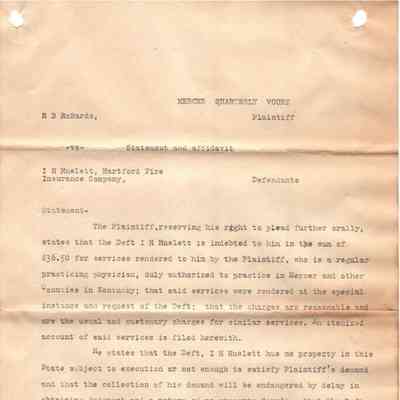 MERCER QUARTERLY VOURT
R B McBards,                    Plaintiff
-vs-          Statement and affidavit
I H Huelett, Hartford Fire
Insurance Company,          Defendants
Statement-
The Plaintiff,reserving his right to plead further orally,
states that the Deft I H Huelett is indebted to him in the sum of
$36.50 for services rendered to him by the Plaintiff, who is a regular
practicing physician, duly authorized to practice in Mercer and other
counties in Kentucky; that said services were rendered at the special
instance and request of the Deft; that the charges are reasonable and
are the usual and customary charges for similar services. An itemized
account of said services is filed herewith.
He states that the Deft, I H Huelett has no property in this
State subject to execution or not enough to satisfy Plaintiff's demand
and that the collection of his demand will be endangered by delay in